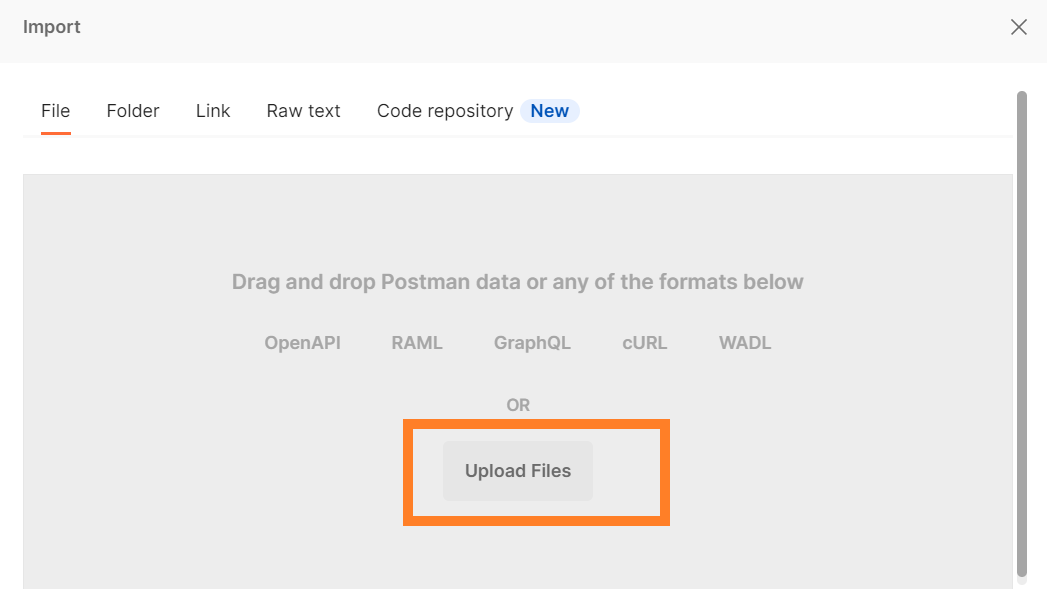 Import
File Folder Link Raw text Code repository New
Drag and drop Postman data or any of the formats below
OpenAPI RAML GraphQL cURL WADL
OR
Upload Files